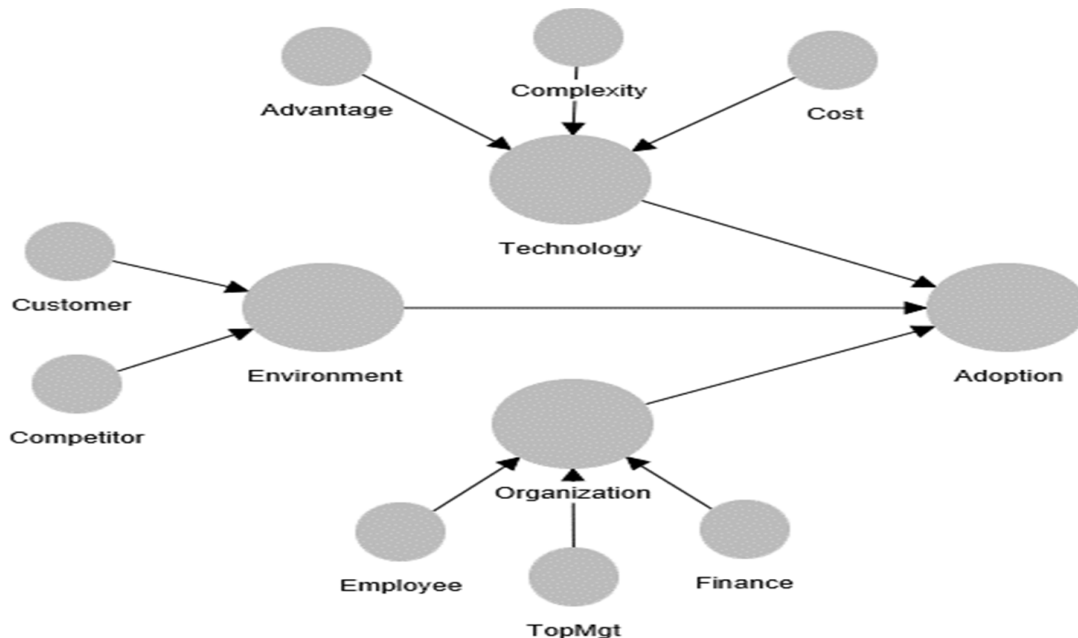 Advantage
Complexity
Cost
Technology
Customer
Environment
Adoption
Competitor
Organization
Employee
Finance
TopMgt